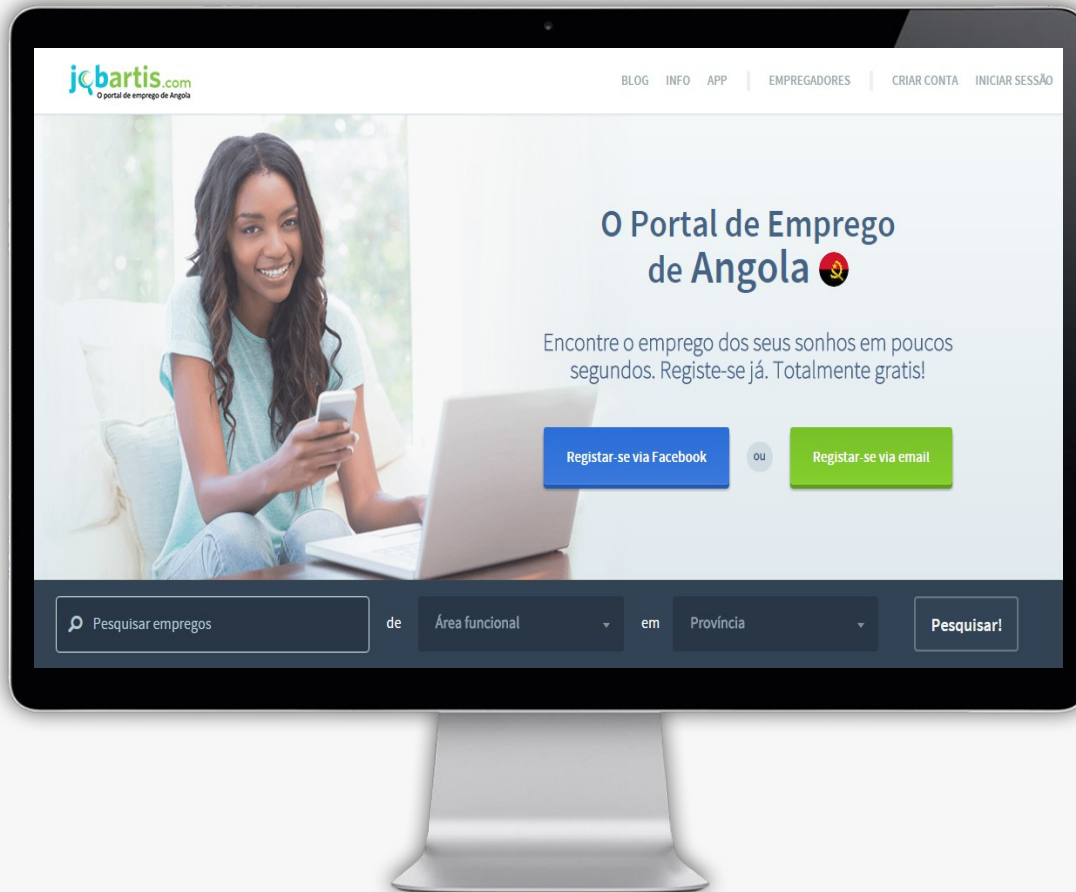 jobartis.com
O portal de emprego de Angola
BLOG INFO APP EMPREGADORES CRIAR CONTA INICIAR SESSÃO
O Portal de Emprego
de Angola
Encontre o emprego dos seus sonhos em poucos
segundos. Registe-se já. Totalmente gratis!
Registar-se via Facebook ou Registar-se via email
Pesquisar empregos de Área funcional em Província Pesquisar!